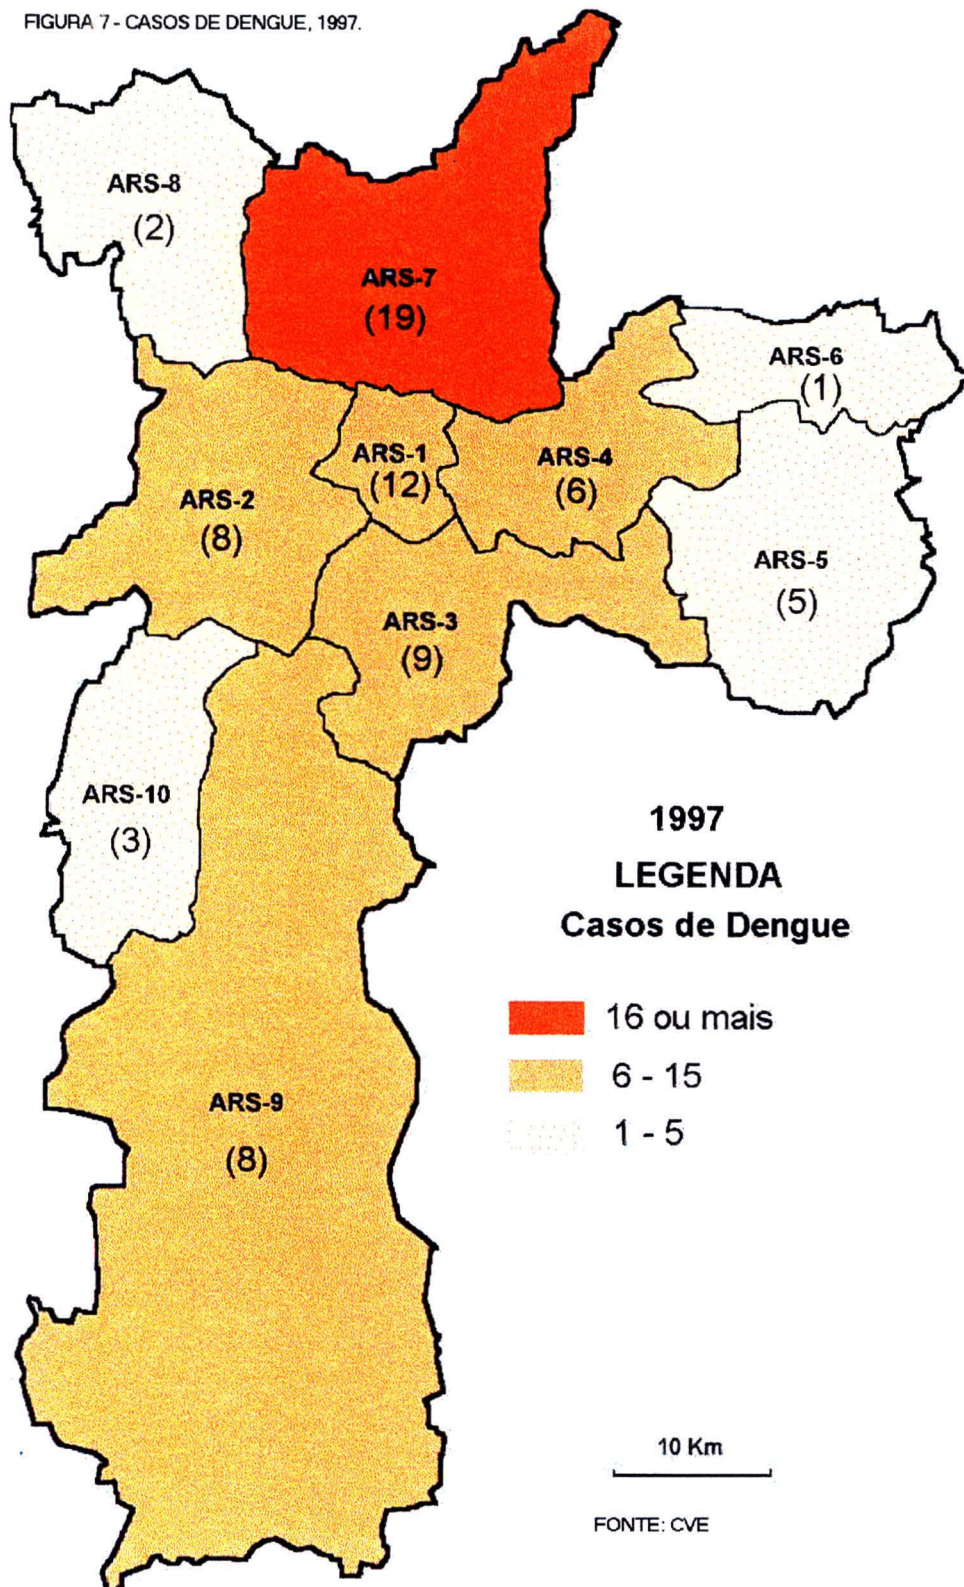 FIGURA 7 - CASOS DE DENGUE, 1997.
ARS-8
(2)
ARS-7
(19)
ARS-6
(1)
ARS-1
(12)
ARS-4
(6)
ARS-2
(8)
ARS-5
(5)
ARS-3
(9)
ARS-10
(3)
1997
LEGENDA
Casos de Dengue
16 ou mais
6 - 15
1 - 5
ARS-9
(8)
10 Km
FONTE: CVE